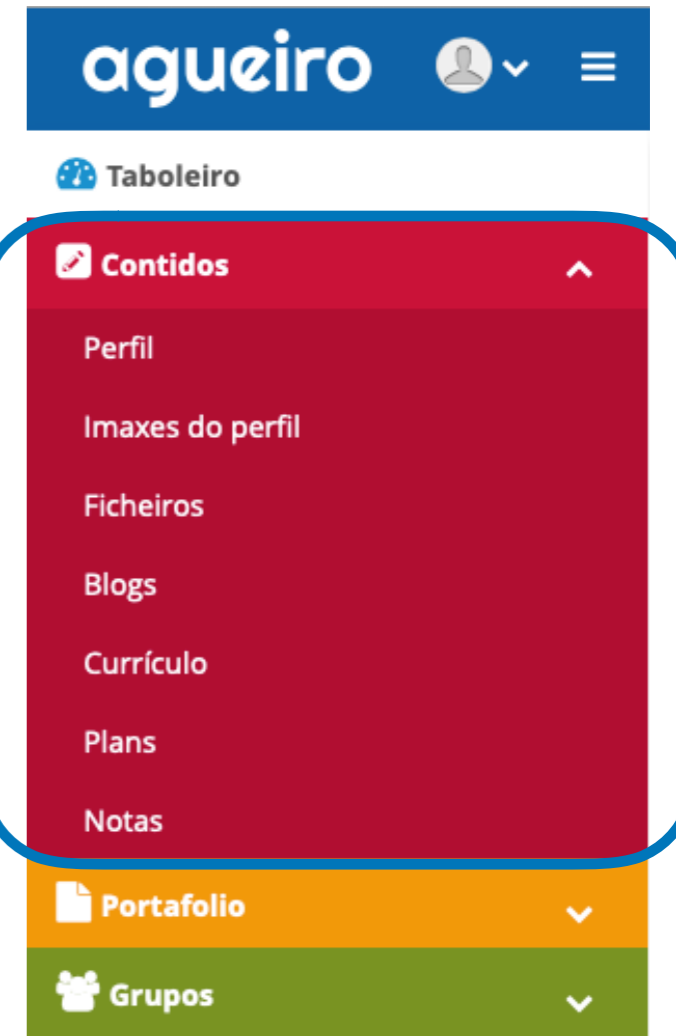 agueiro
Taboleiro
Contidos
Perfil
Imaxes do perfil
Ficheiros
Blogs
Currículo
Plans
Notas
Portafolio
Grupos